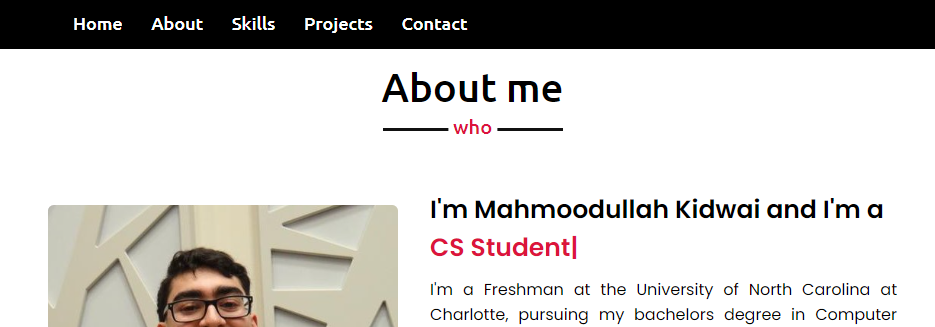 Home About Skills Projects Contact
About me
who
I'm Mahmoodullah Kidwai and I'm a
CS Student|
I'm a Freshman at the University of North Carolina at
Charlotte, pursuing my bachelors degree in Computer